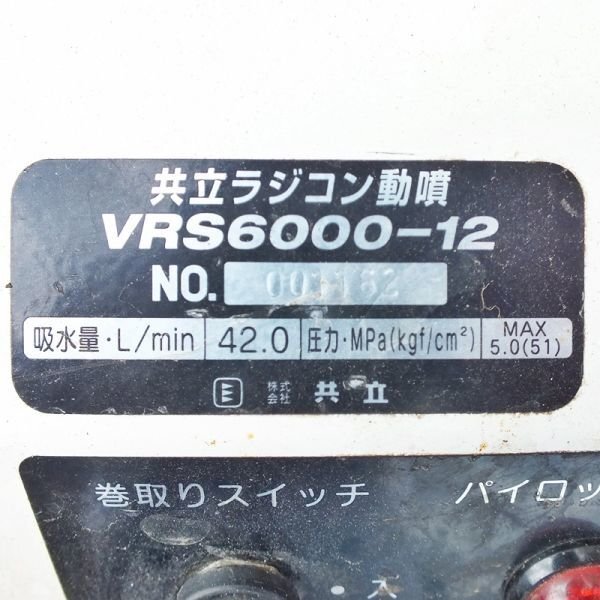 共立ラジコン動噴
VRS6000-12
NO.
吸水量・L/min 42.0 圧力・MPa(kgf/cm²) MAX 5.0(51)
株式会社 共立
巻取りスイッチ パイロッ
・入